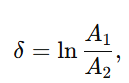 δ = ln A₁/A₂,